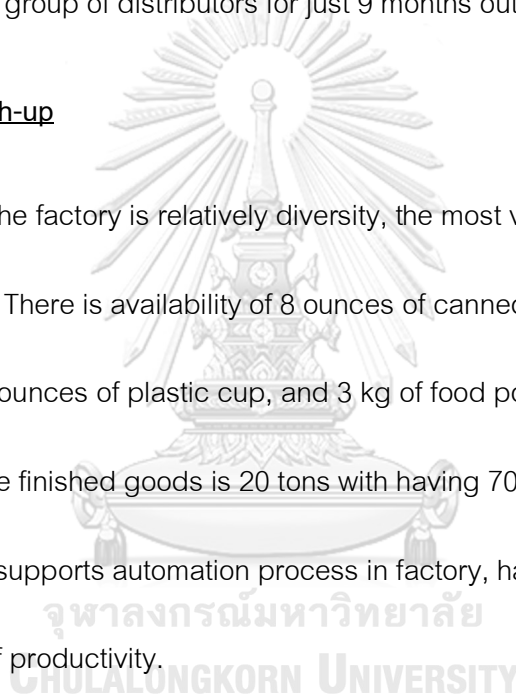 group of distributors for just 9 months out
h-up
he factory is relatively diversity, the most v
There is availability of 8 ounces of canned
ounces of plastic cup, and 3 kg of food po
e finished goods is 20 tons with having 70
supports automation process in factory, ha
จุฬาลงกรณ์มหาวิทยาลัย
f productivity.
CHULALONGKORN UNIVERSITY